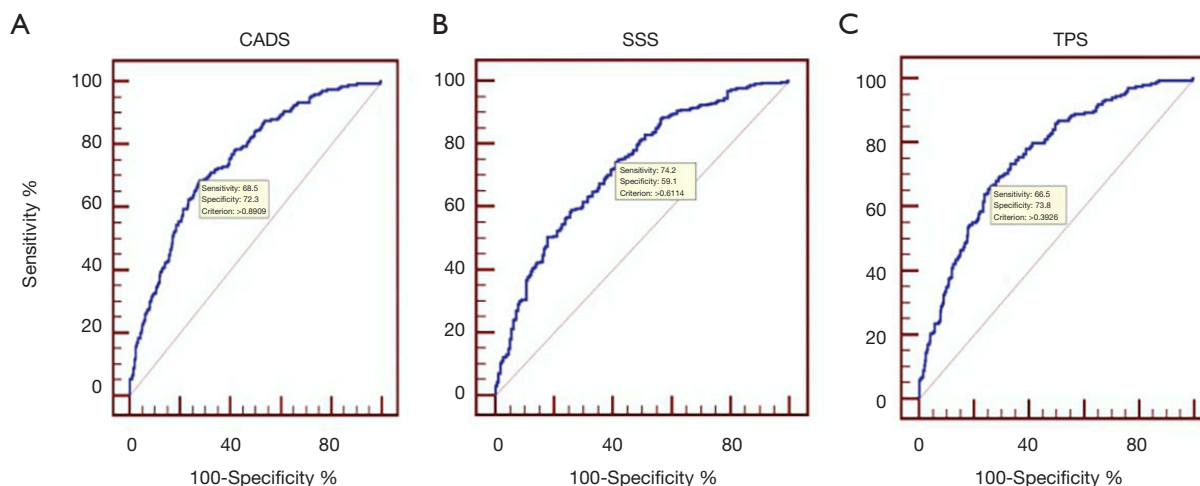 A
CADS
Sensitivity %
100
80
60
40
20
0
Sensitivity: 68.5
Specificity: 72.3
Criterion: >0.8909
0 40 80
100-Specificity %
B
SSS
100
80
60
40
20
0
Sensitivity: 74.2
Specificity: 59.1
Criterion: >0.6114
0 40 80
100-Specificity %
C
TPS
100
80
60
40
20
0
Sensitivity: 66.5
Specificity: 73.8
Criterion: >0.3926
0 40 80
100-Specificity %